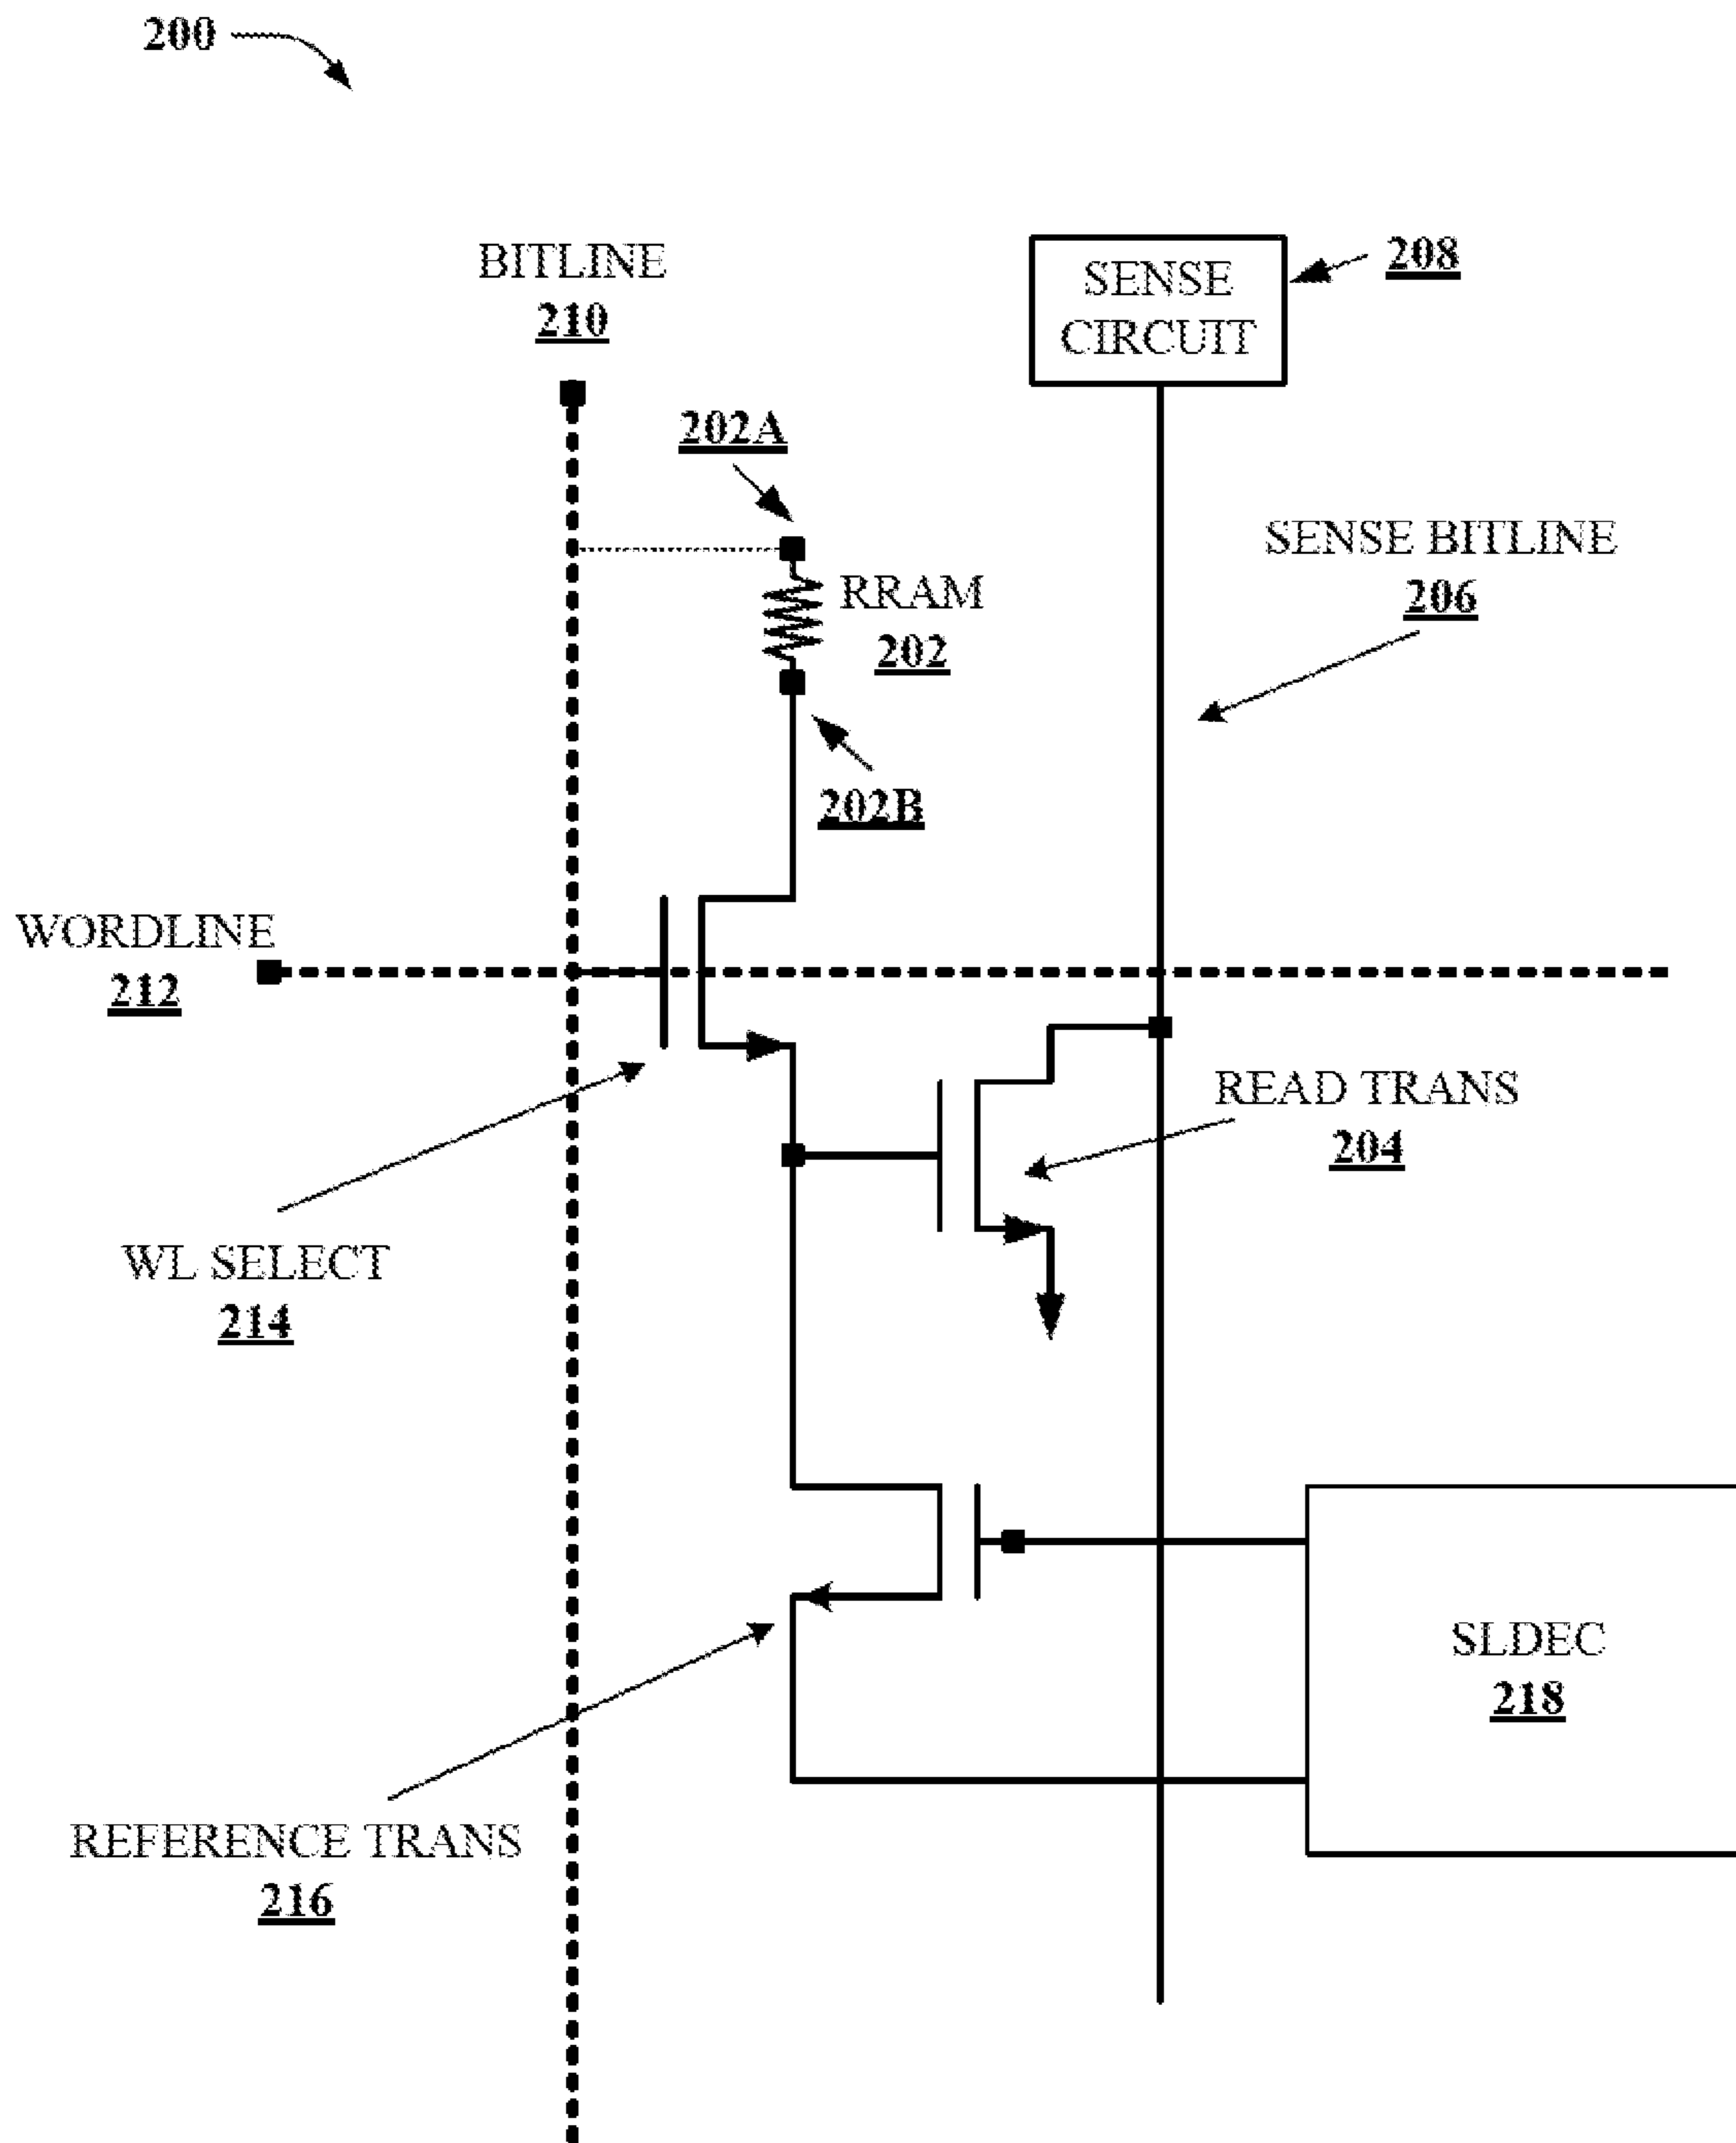 200
BITLINE
210
SENSE
CIRCUIT
208
202A
RRAM
202
202B
SENSE BITLINE
206
WORDLINE
212
READ TRANS
204
WL SELECT
214
SLDEC
218
REFERENCE TRANS
216